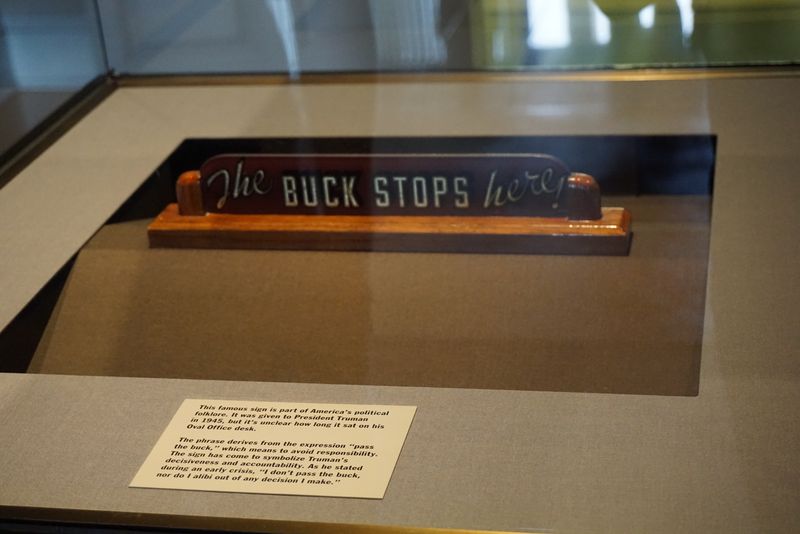 The BUCK STOPS here!
This famous sign is part of America's political
folklore. It was given to President Truman
in 1945, but it's unclear how long it sat on his
Oval Office desk.
The phrase derives from the expression "pass
the buck," which means to avoid responsibility.
The sign has come to symbolize Truman's
decisiveness and accountability. As he stated
during an early crisis, "I don't pass the buck,
nor do I alibi out of any decision I make."